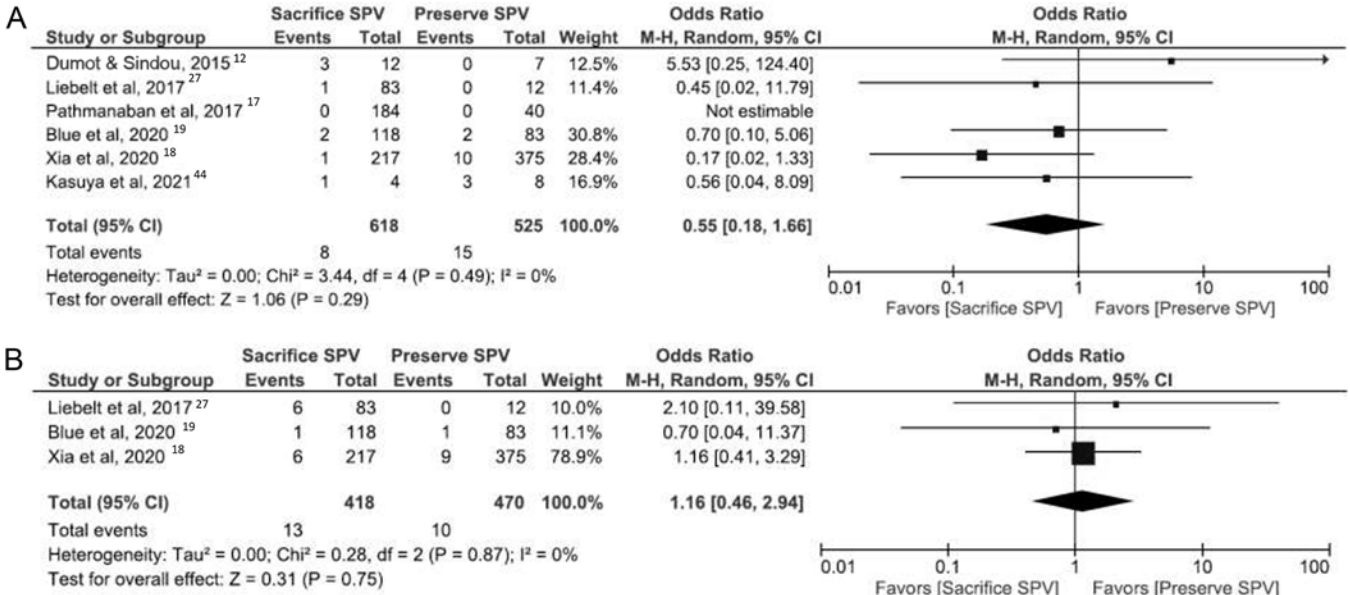 A
Sacrifice SPV Preserve SPV Odds Ratio Odds Ratio
Study or Subgroup Events Total Events Total Weight M-H, Random, 95% CI M-H, Random, 95% CI
Dumot & Sindou, 2015 12 3 12 0 7 12.5% 5.53 [0.25, 124.40]
Liebelt et al, 2017 27 1 83 0 12 11.4% 0.45 [0.02, 11.79]
Pathmanaban et al, 2017 17 0 184 0 40 Not estimable
Blue et al, 2020 19 2 118 2 83 30.8% 0.70 [0.10, 5.06]
Xia et al, 2020 18 1 217 10 375 28.4% 0.17 [0.02, 1.33]
Kasuya et al, 2021 44 1 4 3 8 16.9% 0.56 [0.04, 8.09]
Total (95% CI) 618 525 100.0% 0.55 [0.18, 1.66]
Total events 8 15
Heterogeneity: Tau² = 0.00; Chi² = 3.44, df = 4 (P = 0.49); I² = 0%
Test for overall effect: Z = 1.06 (P = 0.29)
0.01 0.1 1 10 100
Favors [Sacrifice SPV] Favors [Preserve SPV]
B
Sacrifice SPV Preserve SPV Odds Ratio Odds Ratio
Study or Subgroup Events Total Events Total Weight M-H, Random, 95% CI M-H, Random, 95% CI
Liebelt et al, 2017 27 6 83 0 12 10.0% 2.10 [0.11, 39.58]
Blue et al, 2020 19 1 118 1 83 11.1% 0.70 [0.04, 11.37]
Xia et al, 2020 18 6 217 9 375 78.9% 1.16 [0.41, 3.29]
Total (95% CI) 418 470 100.0% 1.16 [0.46, 2.94]
Total events 13 10
Heterogeneity: Tau² = 0.00; Chi² = 0.28, df = 2 (P = 0.87); I² = 0%
Test for overall effect: Z = 0.31 (P = 0.75)
0.01 0.1 1 10 100
Favors [Sacrifice SPV] Favors [Preserve SPV]